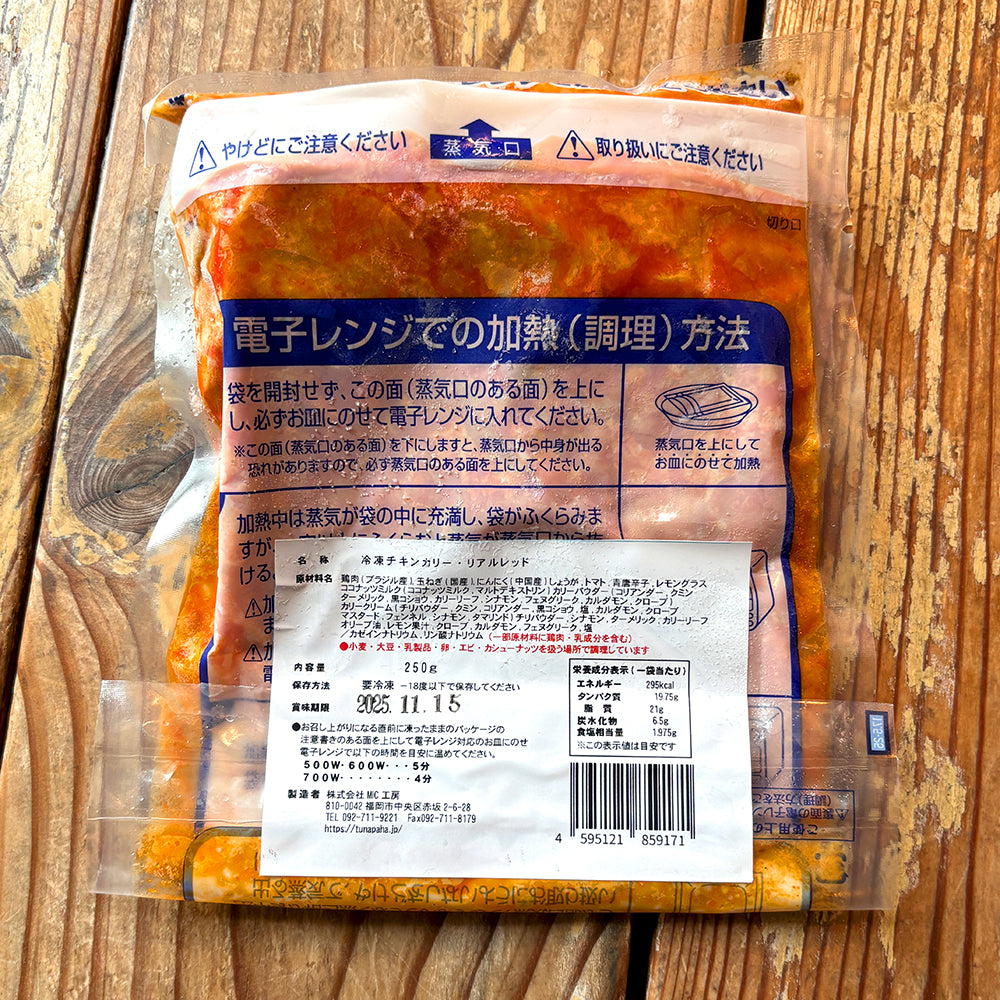 やけどにご注意ください
蒸気口
取り扱いにご注意ください
切り口
電子レンジでの加熱（調理）方法
袋を開封せず、この面（蒸気口のある面）を上に
し、必ずお皿にのせて電子レンジに入れてください。
※この面（蒸気口のある面）を下にしますと、蒸気口から中身が出る
恐れがありますので、必ず蒸気口のある面を上にしてください。
蒸気口を上にして
お皿にのせて加熱
加熱中は蒸気が袋の中に充満し、袋がふくらみま
すが
ける
名称 冷凍チキンカリー・リアルレッド
原材料名 鶏肉(ブラジル産),玉ねぎ(国産),にんにく(中国産)しょうが,トマト,青唐辛子,レモングラス
ココナッツミルク(ココナッツミルク,マルトデキストリン)カリーパウダー(コリアンダー,クミン
ターメリック,黒コショウ,カリーリーフ,シナモン,フェヌグリーク,カルダモン,クローブ)
カリークリーム(チリパウダー,クミン,コリアンダー,黒コショウ,塩,カルダモン,クローブ
マスタード,フェンネル,シナモン,タマリンド)チリパウダー,シナモン,ターメリック,カリーリーフ
オリーブ油,レモン果汁,クローブ,カルダモン,フェヌグリーク,塩
／カゼインナトリウム,リン酸ナトリウム(一部原材料に鶏肉・乳成分を含む)
●小麦・大豆・乳製品・卵・エビ・カシューナッツを扱う場所で調理しています
内容量 250g
保存方法 要冷凍 −18度以下で保存してください
賞味期限 2025.11.15
●お召し上がりになる直前に凍ったままのパッケージの
注意書きのある面を上にして電子レンジ対応のお皿にのせ
電子レンジで以下の時間を目安に温めてください。
500W・600W・・・5分
700W・・・・・・・・4分
製造者 株式会社MC工房
810-0042 福岡市中央区赤坂2-6-28
TEL 092-711-9221 Fax092-711-8179
https://tunapaha.jp/
栄養成分表示(一袋当たり)
エネルギー 295kcal
タンパク質 19.75g
脂質 21g
炭水化物 6.5g
食塩相当量 1.975g
※この表示値は目安です
4 595121 859171
175-25